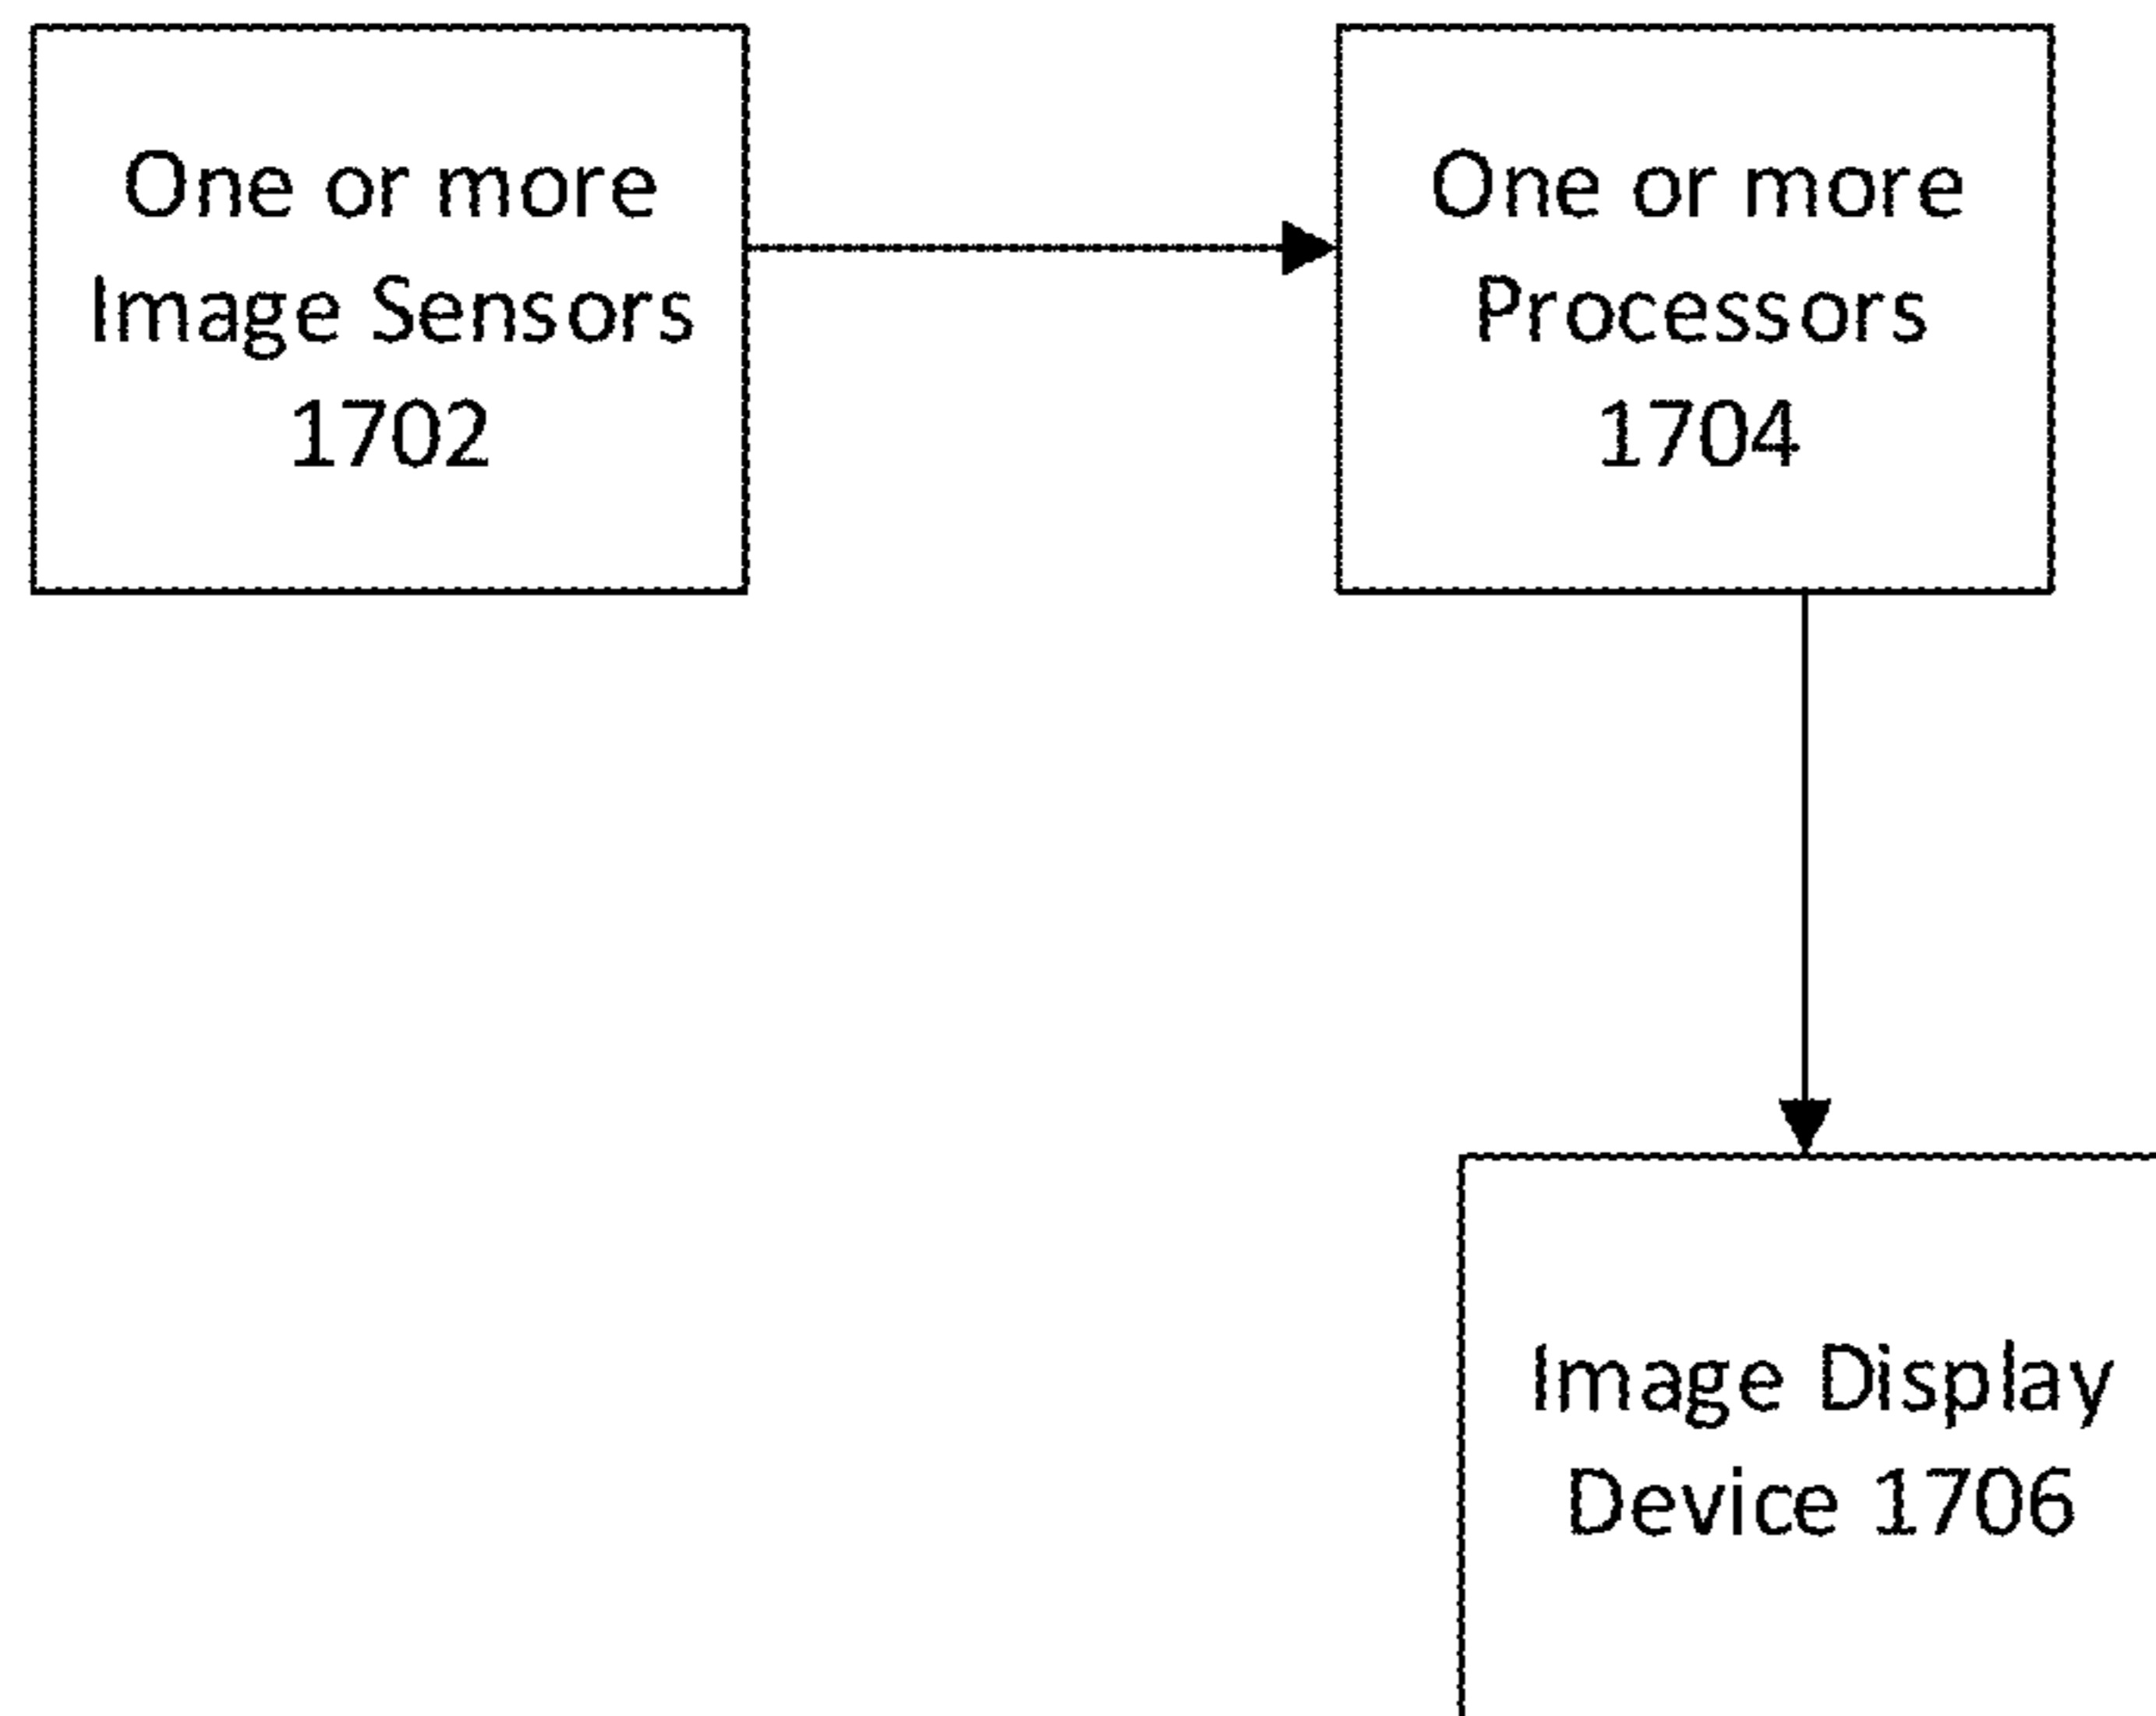 One or more
Image Sensors
1702
One or more
Processors
1704
Image Display
Device 1706